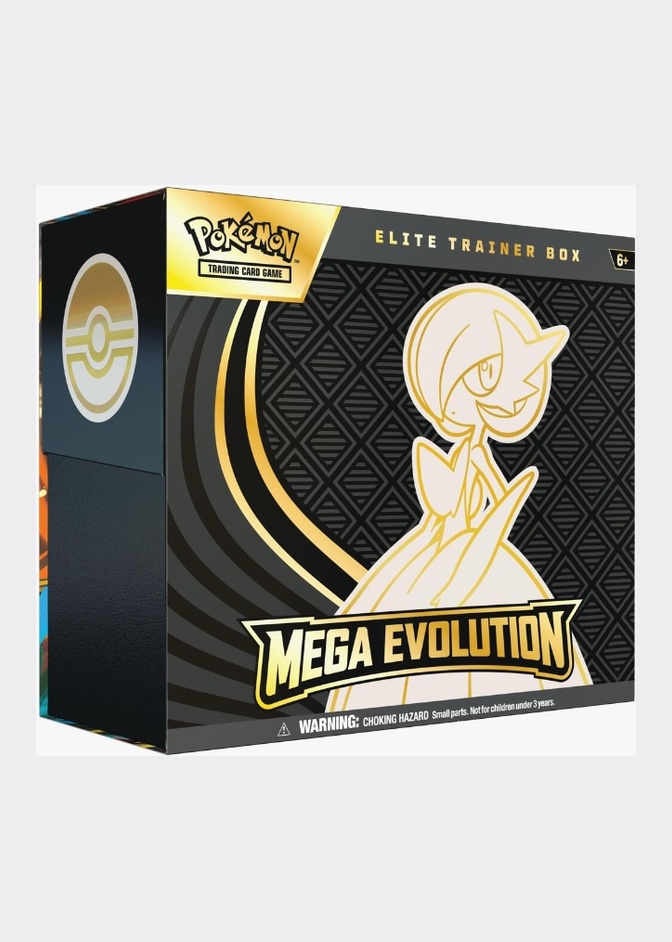 Pokémon
TRADING CARD GAME
ELITE TRAINER BOX
6+
MEGA EVOLUTION
WARNING: CHOKING HAZARD Small parts. Not for children under 3 years.